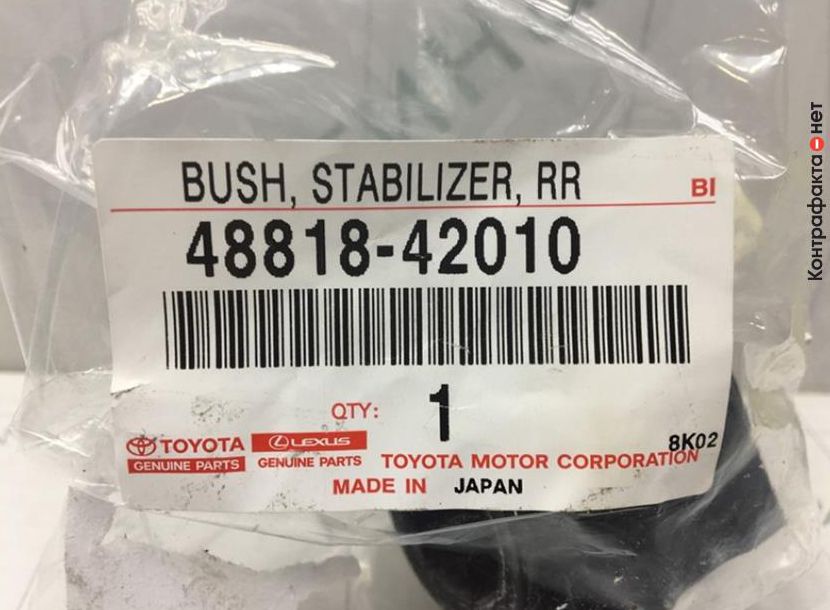 BUSH, STABILIZER, RR
BI
48818-42010
QTY: 1
TOYOTA
GENUINE PARTS
LEXUS
GENUINE PARTS
8K02
TOYOTA MOTOR CORPORATION
MADE IN JAPAN
Контрафакта нет